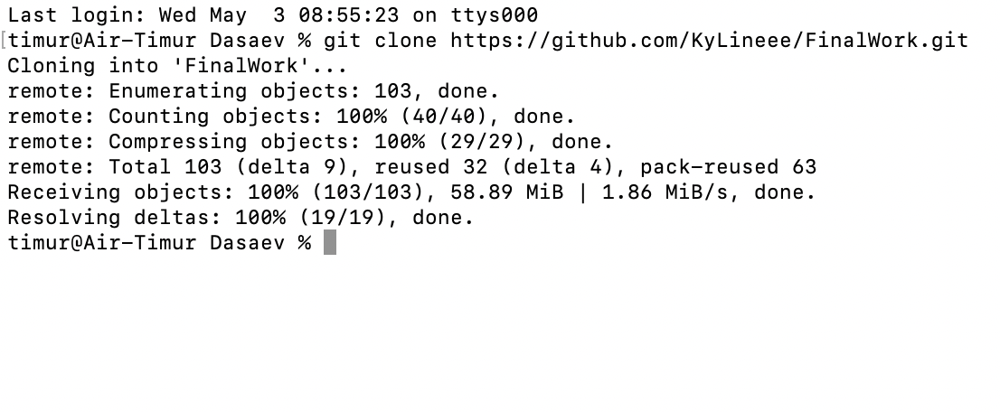 Last login: Wed May  3 08:55:23 on ttys000
[timur@Air-Timur Dasaev % git clone https://github.com/KyLineee/FinalWork.git
Cloning into 'FinalWork'...
remote: Enumerating objects: 103, done.
remote: Counting objects: 100% (40/40), done.
remote: Compressing objects: 100% (29/29), done.
remote: Total 103 (delta 9), reused 32 (delta 4), pack-reused 63
Receiving objects: 100% (103/103), 58.89 MiB | 1.86 MiB/s, done.
Resolving deltas: 100% (19/19), done.
timur@Air-Timur Dasaev %